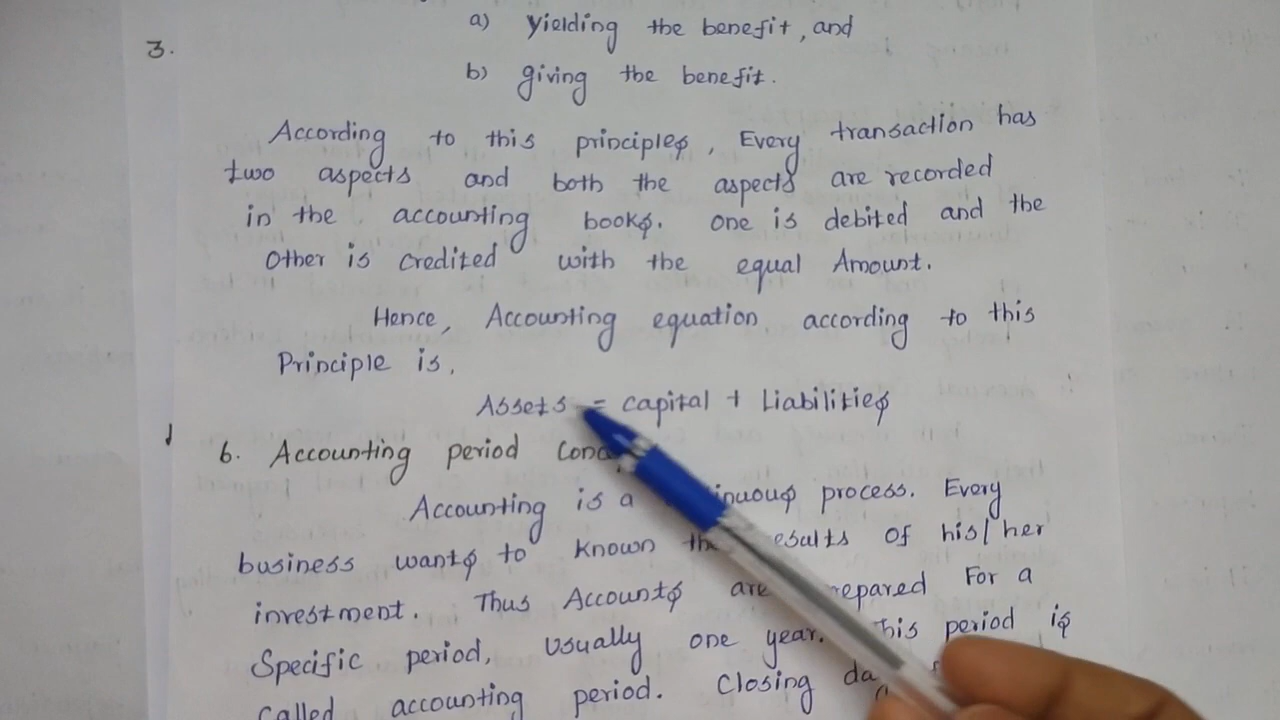 a) Yielding the benefit, and
3.
b) giving the benefit.
According to this principles, Every transaction has
two aspects and both the aspects are recorded
in the accounting books. One is debited and the
Other is credited with the equal Amount.
Hence, Accounting equation according to this
Principle is,
Assets = capital + Liabilities
6. Accounting period
Accounting is a process. Every
business wants to known of his/her
investment. Thus Accounts are For a
Specific period, Usually one year. This period is
called accounting period. Closing